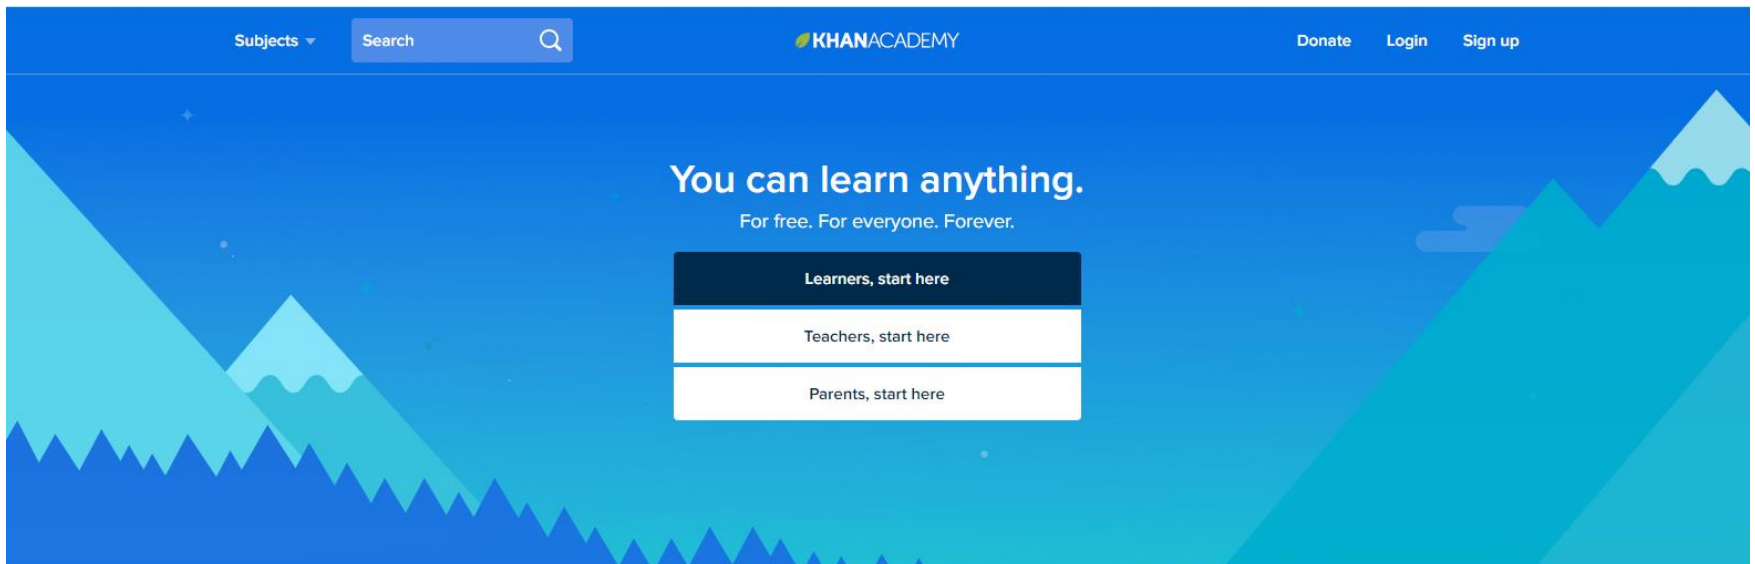 Subjects
Search
KHANACADEMY
Donate
Login
Sign up
You can learn anything.
For free. For everyone. Forever.
Learners, start here
Teachers, start here
Parents, start here